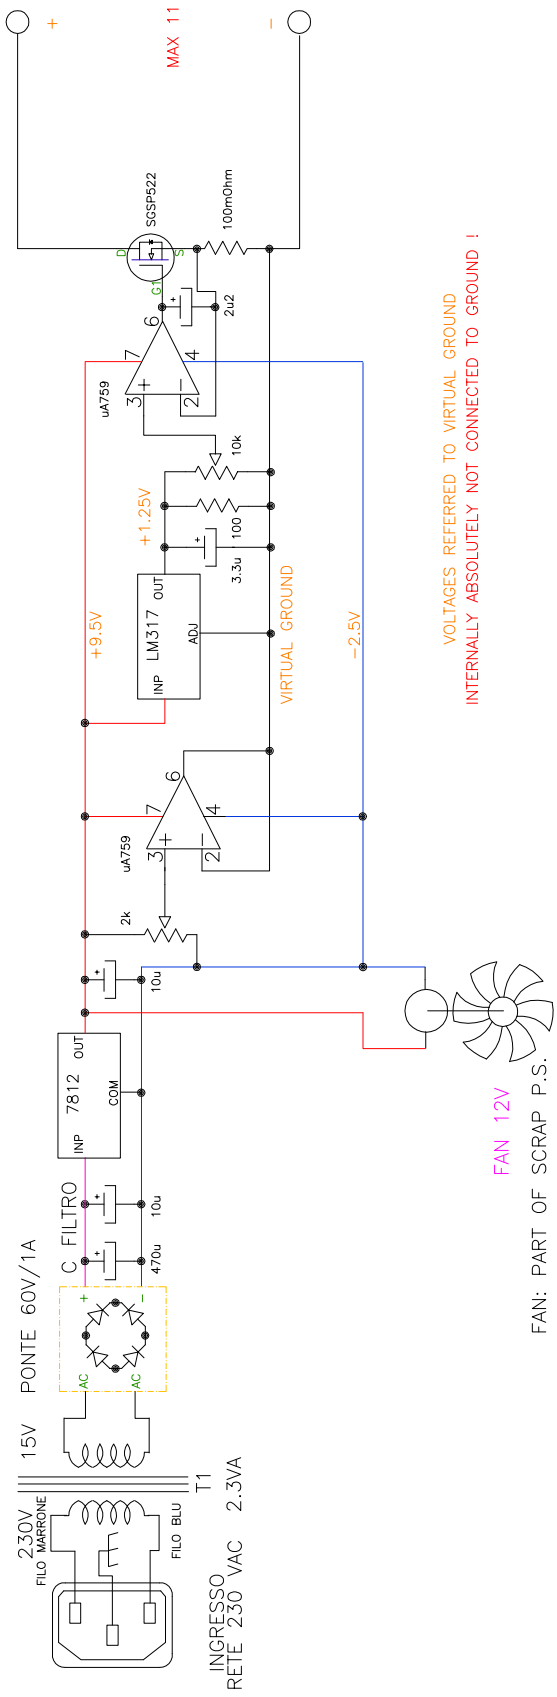 INGRESSO
RETE 230 VAC 2.3VA
230V
FILO MARRONE
FILO BLU
T1
15V
PONTE 60V/1A
AC
AC
+
-
C FILTRO
+
470u
+
10u
INP
7812
OUT
COM
+
10u
2k
FAN 12V
FAN: PART OF SCRAP P.S.
uA759
3
+
2
-
7
6
4
+9.5V
-2.5V
INP
LM317
OUT
ADJ
VIRTUAL GROUND
+1.25V
+
3.3u
100
10k
uA759
3
+
2
-
7
6
4
+
2u2
G1
D
S
SGSP522
100mOhm
+
MAX 11
-
VOLTAGES REFERRED TO VIRTUAL GROUND
INTERNALLY ABSOLUTELY NOT CONNECTED TO GROUND !